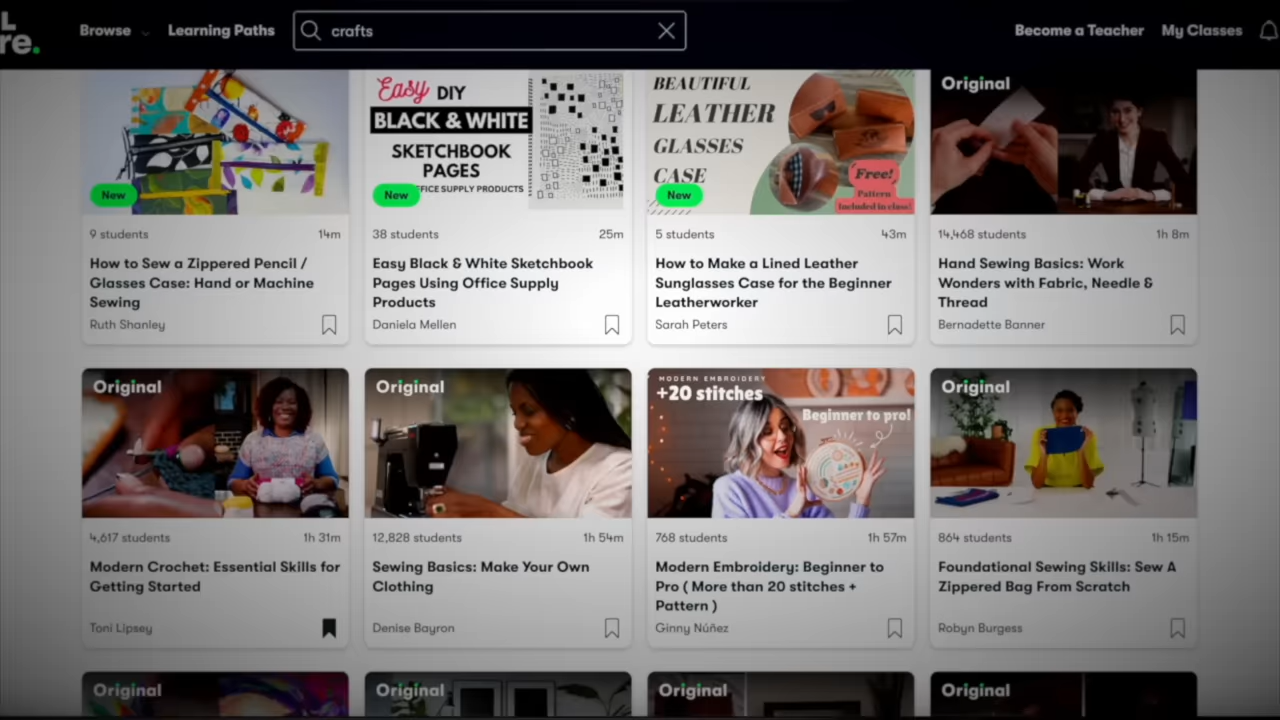 L
re.
Browse
Learning Paths
crafts
Become a Teacher
My Classes
New
9 students
14m
How to Sew a Zippered Pencil /
Glasses Case: Hand or Machine
Sewing
Ruth Shanley
Easy DIY
BLACK & WHITE
SKETCHBOOK
PAGES
FFICE SUPPLY PRODUCTS
New
38 students
25m
Easy Black & White Sketchbook
Pages Using Office Supply
Products
Daniela Mellen
BEAUTIFUL
LEATHER
GLASSES
CASE
Free!
Pattern
Included in class!
New
5 students
43m
How to Make a Lined Leather
Sunglasses Case for the Beginner
Leatherworker
Sarah Peters
Original
14,468 students
1h 8m
Hand Sewing Basics: Work
Wonders with Fabric, Needle &
Thread
Bernadette Banner
Original
4,617 students
1h 31m
Modern Crochet: Essential Skills for
Getting Started
Toni Lipsey
Original
12,828 students
1h 54m
Sewing Basics: Make Your Own
Clothing
Denise Bayron
MODERN EMBROIDERY
+20 stitches
Beginner to pro!
768 students
1h 57m
Modern Embroidery: Beginner to
Pro ( More than 20 stitches +
Pattern )
Ginny Núñez
Original
864 students
1h 15m
Foundational Sewing Skills: Sew A
Zippered Bag From Scratch
Robyn Burgess
Original
Original
Original
Original